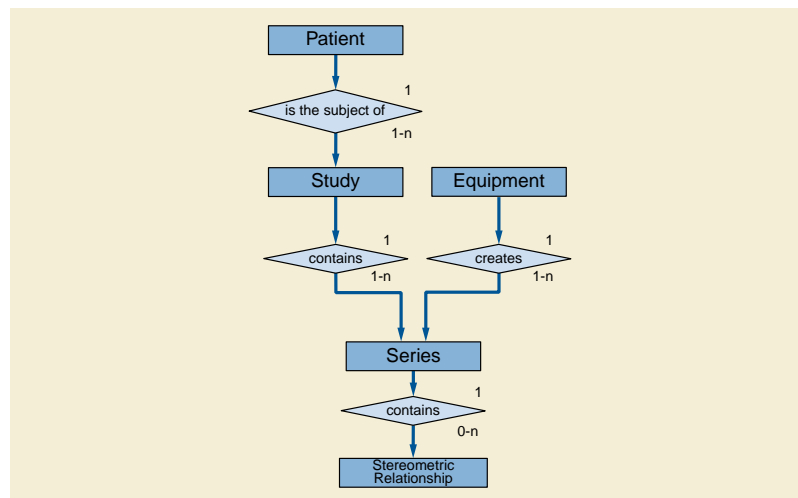 Patient
1
is the subject of
1-n
Study
Equipment
1
1
contains
creates
1-n
1-n
Series
1
contains
0-n
Stereometric
Relationship